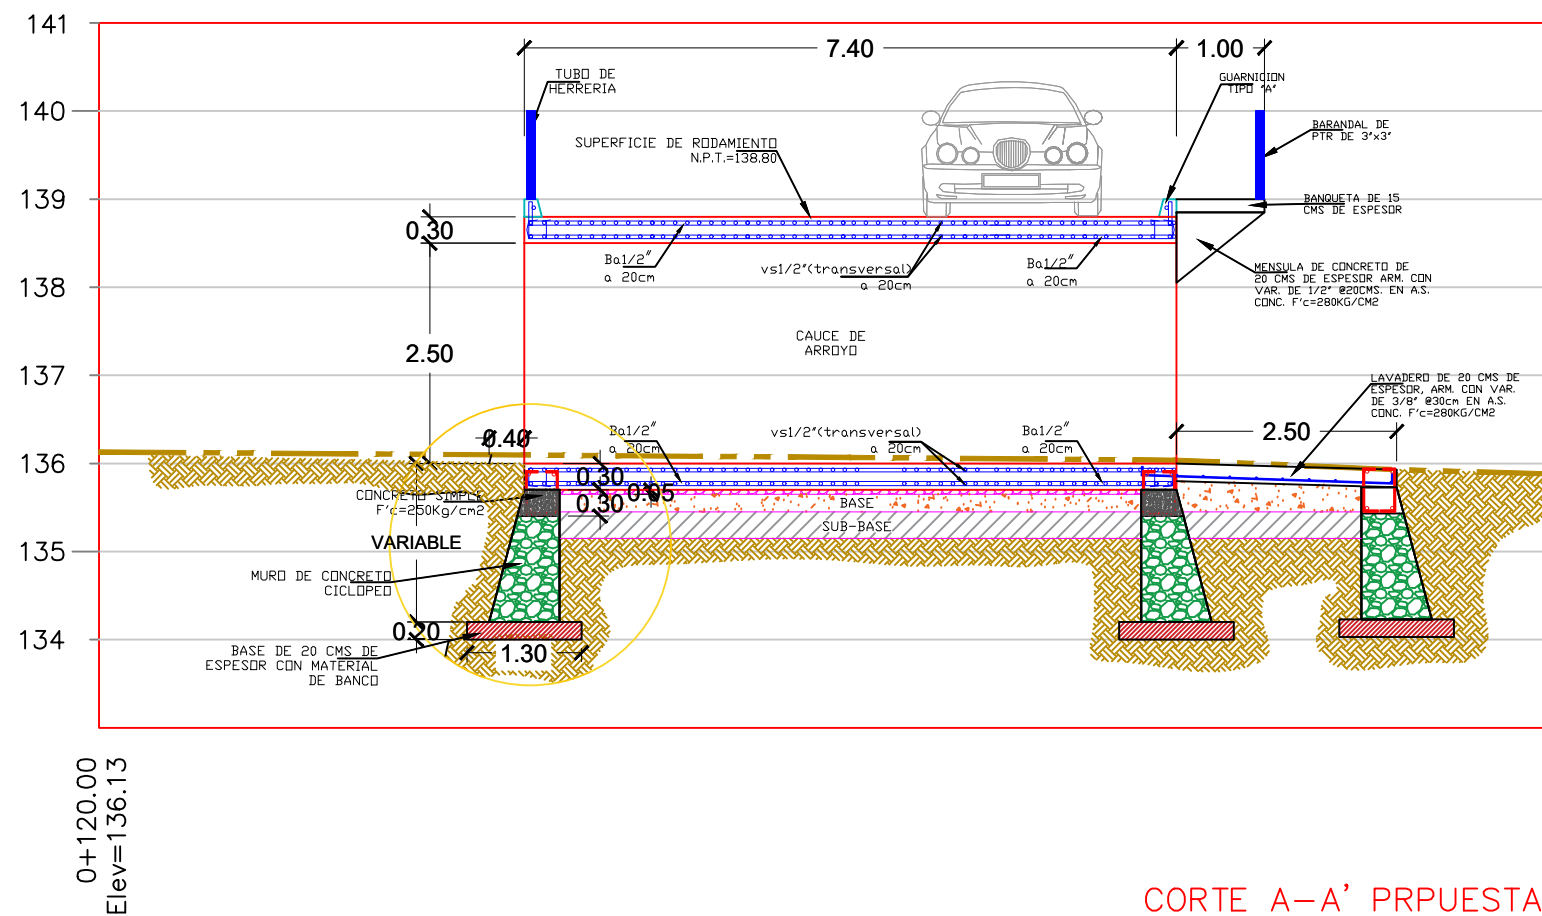 141
140
139
138
137
136
135
134
7.40
1.00
TUBO DE
HERRERIA
GUARNICION
TIPO "A"
SUPERFICIE DE RODAMIENTO
N.P.T.=138.80
BARANDAL DE
PTR DE 3"x3"
BANQUETA DE 15
CMS DE ESPESOR
0.30
Ba1/2"
a 20cm
vs1/2"(transversal)
a 20cm
Ba1/2"
a 20cm
MENSULA DE CONCRETO DE
20 CMS DE ESPESOR ARM. CON
VAR. DE 1/2" @20CMS. EN A.S.
CONC. F'c=280KG/CM2
2.50
CAUCE DE
ARROYO
LAVADERO DE 20 CMS DE
ESPESOR, ARM. CON VAR.
DE 3/8" @30cm EN A.S.
CONC. F'c=280KG/CM2
0.40
Ba1/2"
a 20cm
vs1/2"(transversal)
a 20cm
Ba1/2"
a 20cm
2.50
0.30
0.05
0.30
CONCRETO SIMPLE
F'c=250Kg/cm2
BASE
SUB-BASE
VARIABLE
MURO DE CONCRETO
CICLOPEO
0.20
1.30
BASE DE 20 CMS DE
ESPESOR CON MATERIAL
DE BANCO
0+120.00
Elev=136.13
CORTE A-A' PRPUESTA